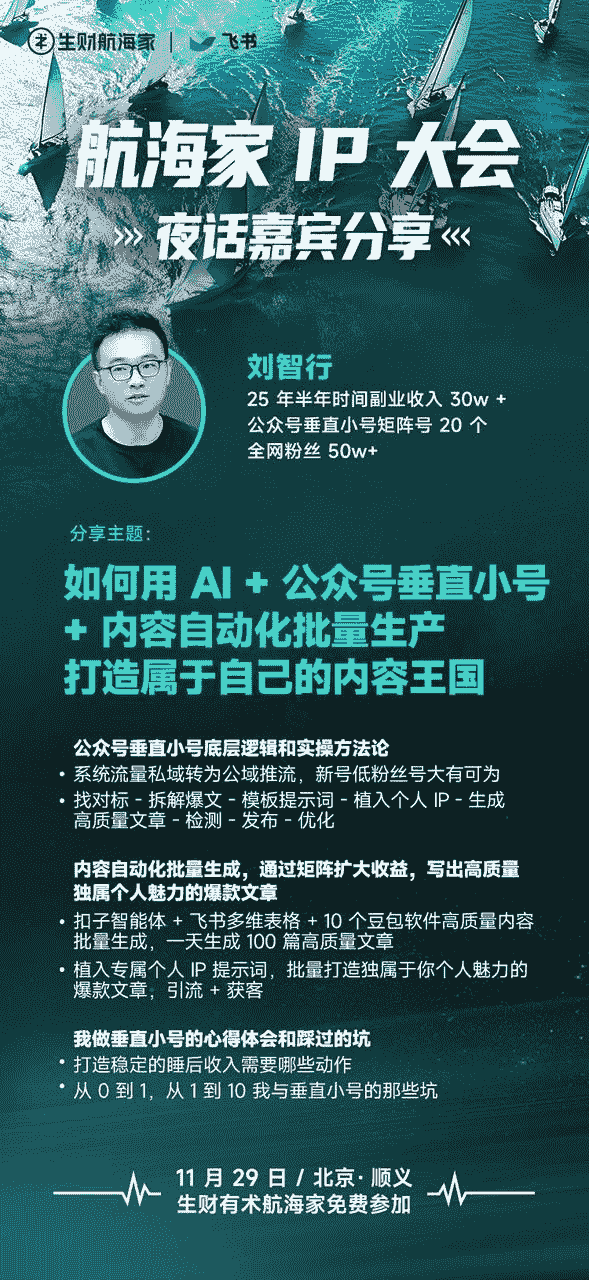 生财航海家 | 飞书
航海家 IP 大会
››› 夜话嘉宾分享 ‹‹‹
刘智行
25 年半年时间副业收入 30w +
公众号垂直小号矩阵号 20 个
全网粉丝 50w+
分享主题：
如何用 AI + 公众号垂直小号
+ 内容自动化批量生产
打造属于自己的内容王国
公众号垂直小号底层逻辑和实操方法论
• 系统流量私域转为公域推流，新号低粉丝号大有可为
• 找对标 - 拆解爆文 - 模板提示词 - 植入个人 IP - 生成
高质量文章 - 检测 - 发布 - 优化
内容自动化批量生成，通过矩阵扩大收益，写出高质量
独属个人魅力的爆款文章
• 扣子智能体 + 飞书多维表格 + 10 个豆包软件高质量内容
批量生成，一天生成 100 篇高质量文章
• 植入专属个人 IP 提示词，批量打造独属于你个人魅力的
爆款文章，引流 + 获客
我做垂直小号的心得体会和踩过的坑
• 打造稳定的睡后收入需要哪些动作
• 从 0 到 1，从 1 到 10 我与垂直小号的那些坑
11 月 29 日 / 北京· 顺义
生财有术航海家免费参加